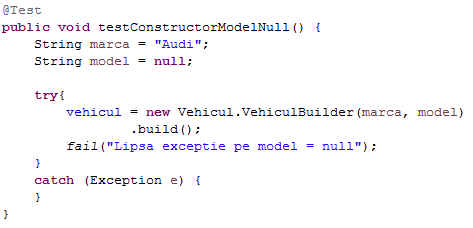 @Test
public void testConstructorModelNull() {
    String marca = "Audi";
    String model = null;

    try{
        vehicul = new Vehicul.VehiculBuilder(marca, model)
                .build();
        fail("Lipsa exceptie pe model = null");
    }
    catch (Exception e) {
    }
}